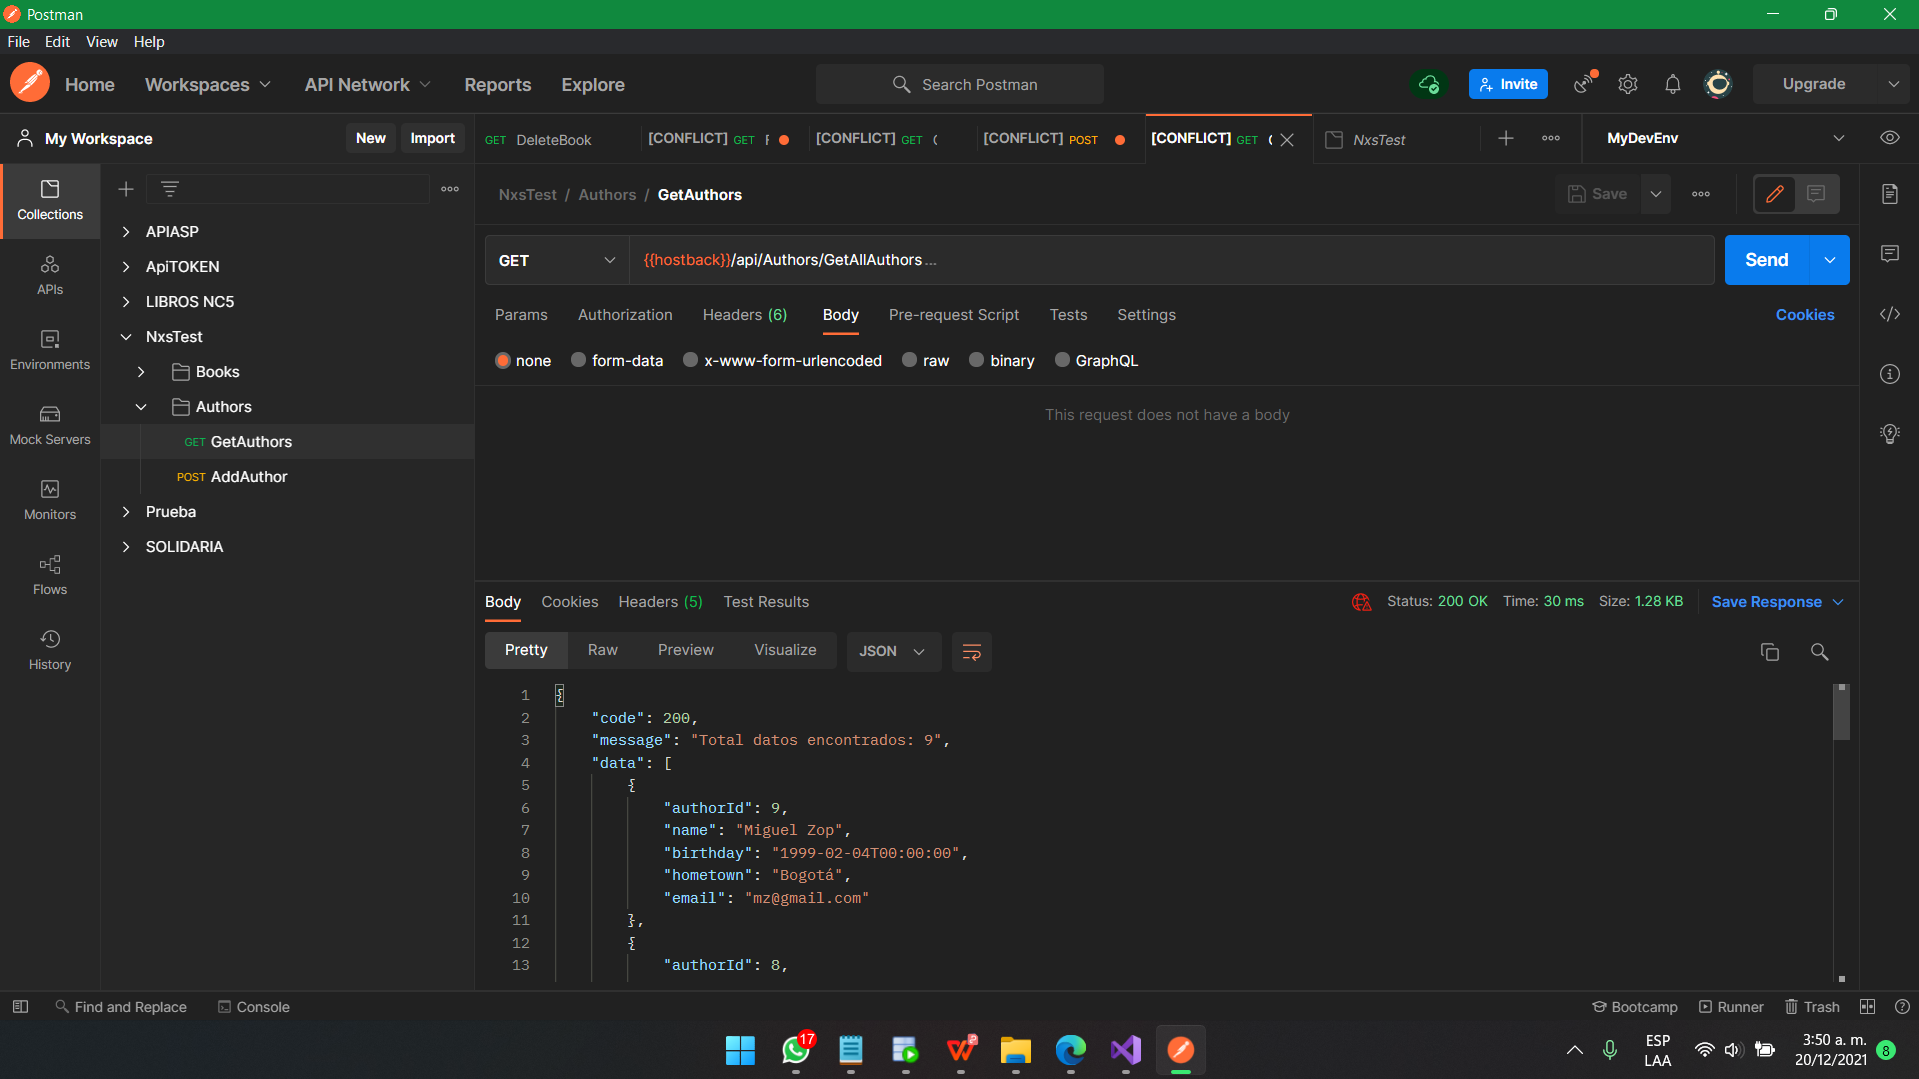 Postman
File Edit View Help
Home Workspaces API Network Reports Explore Search Postman Invite Upgrade
My Workspace New Import
GET DeleteBook [CONFLICT] GET [CONFLICT] GET [CONFLICT] POST [CONFLICT] GET NxsTest MyDevEnv
Collections
APIs
Environments
Mock Servers
Monitors
Flows
History
APIASP
ApiTOKEN
LIBROS NC5
NxsTest
Books
Authors
GET GetAuthors
POST AddAuthor
Prueba
SOLIDARIA
NxsTest / Authors / GetAuthors Save
GET {{hostback}}/api/Authors/GetAllAuthors... Send
Params Authorization Headers (6) Body Pre-request Script Tests Settings Cookies
none form-data x-www-form-urlencoded raw binary GraphQL
This request does not have a body
Body Cookies Headers (5) Test Results Status: 200 OK Time: 30 ms Size: 1.28 KB Save Response
Pretty Raw Preview Visualize JSON
1 {
2 "code": 200,
3 "message": "Total datos encontrados: 9",
4 "data": [
5 {
6 "authorId": 9,
7 "name": "Miguel Zop",
8 "birthday": "1999-02-04T00:00:00",
9 "hometown": "Bogotá",
10 "email": "mz@gmail.com"
11 },
12 {
13 "authorId": 8,
Find and Replace Console Bootcamp Runner Trash
17
ESP
LAA
3:50 a. m.
20/12/2021
8